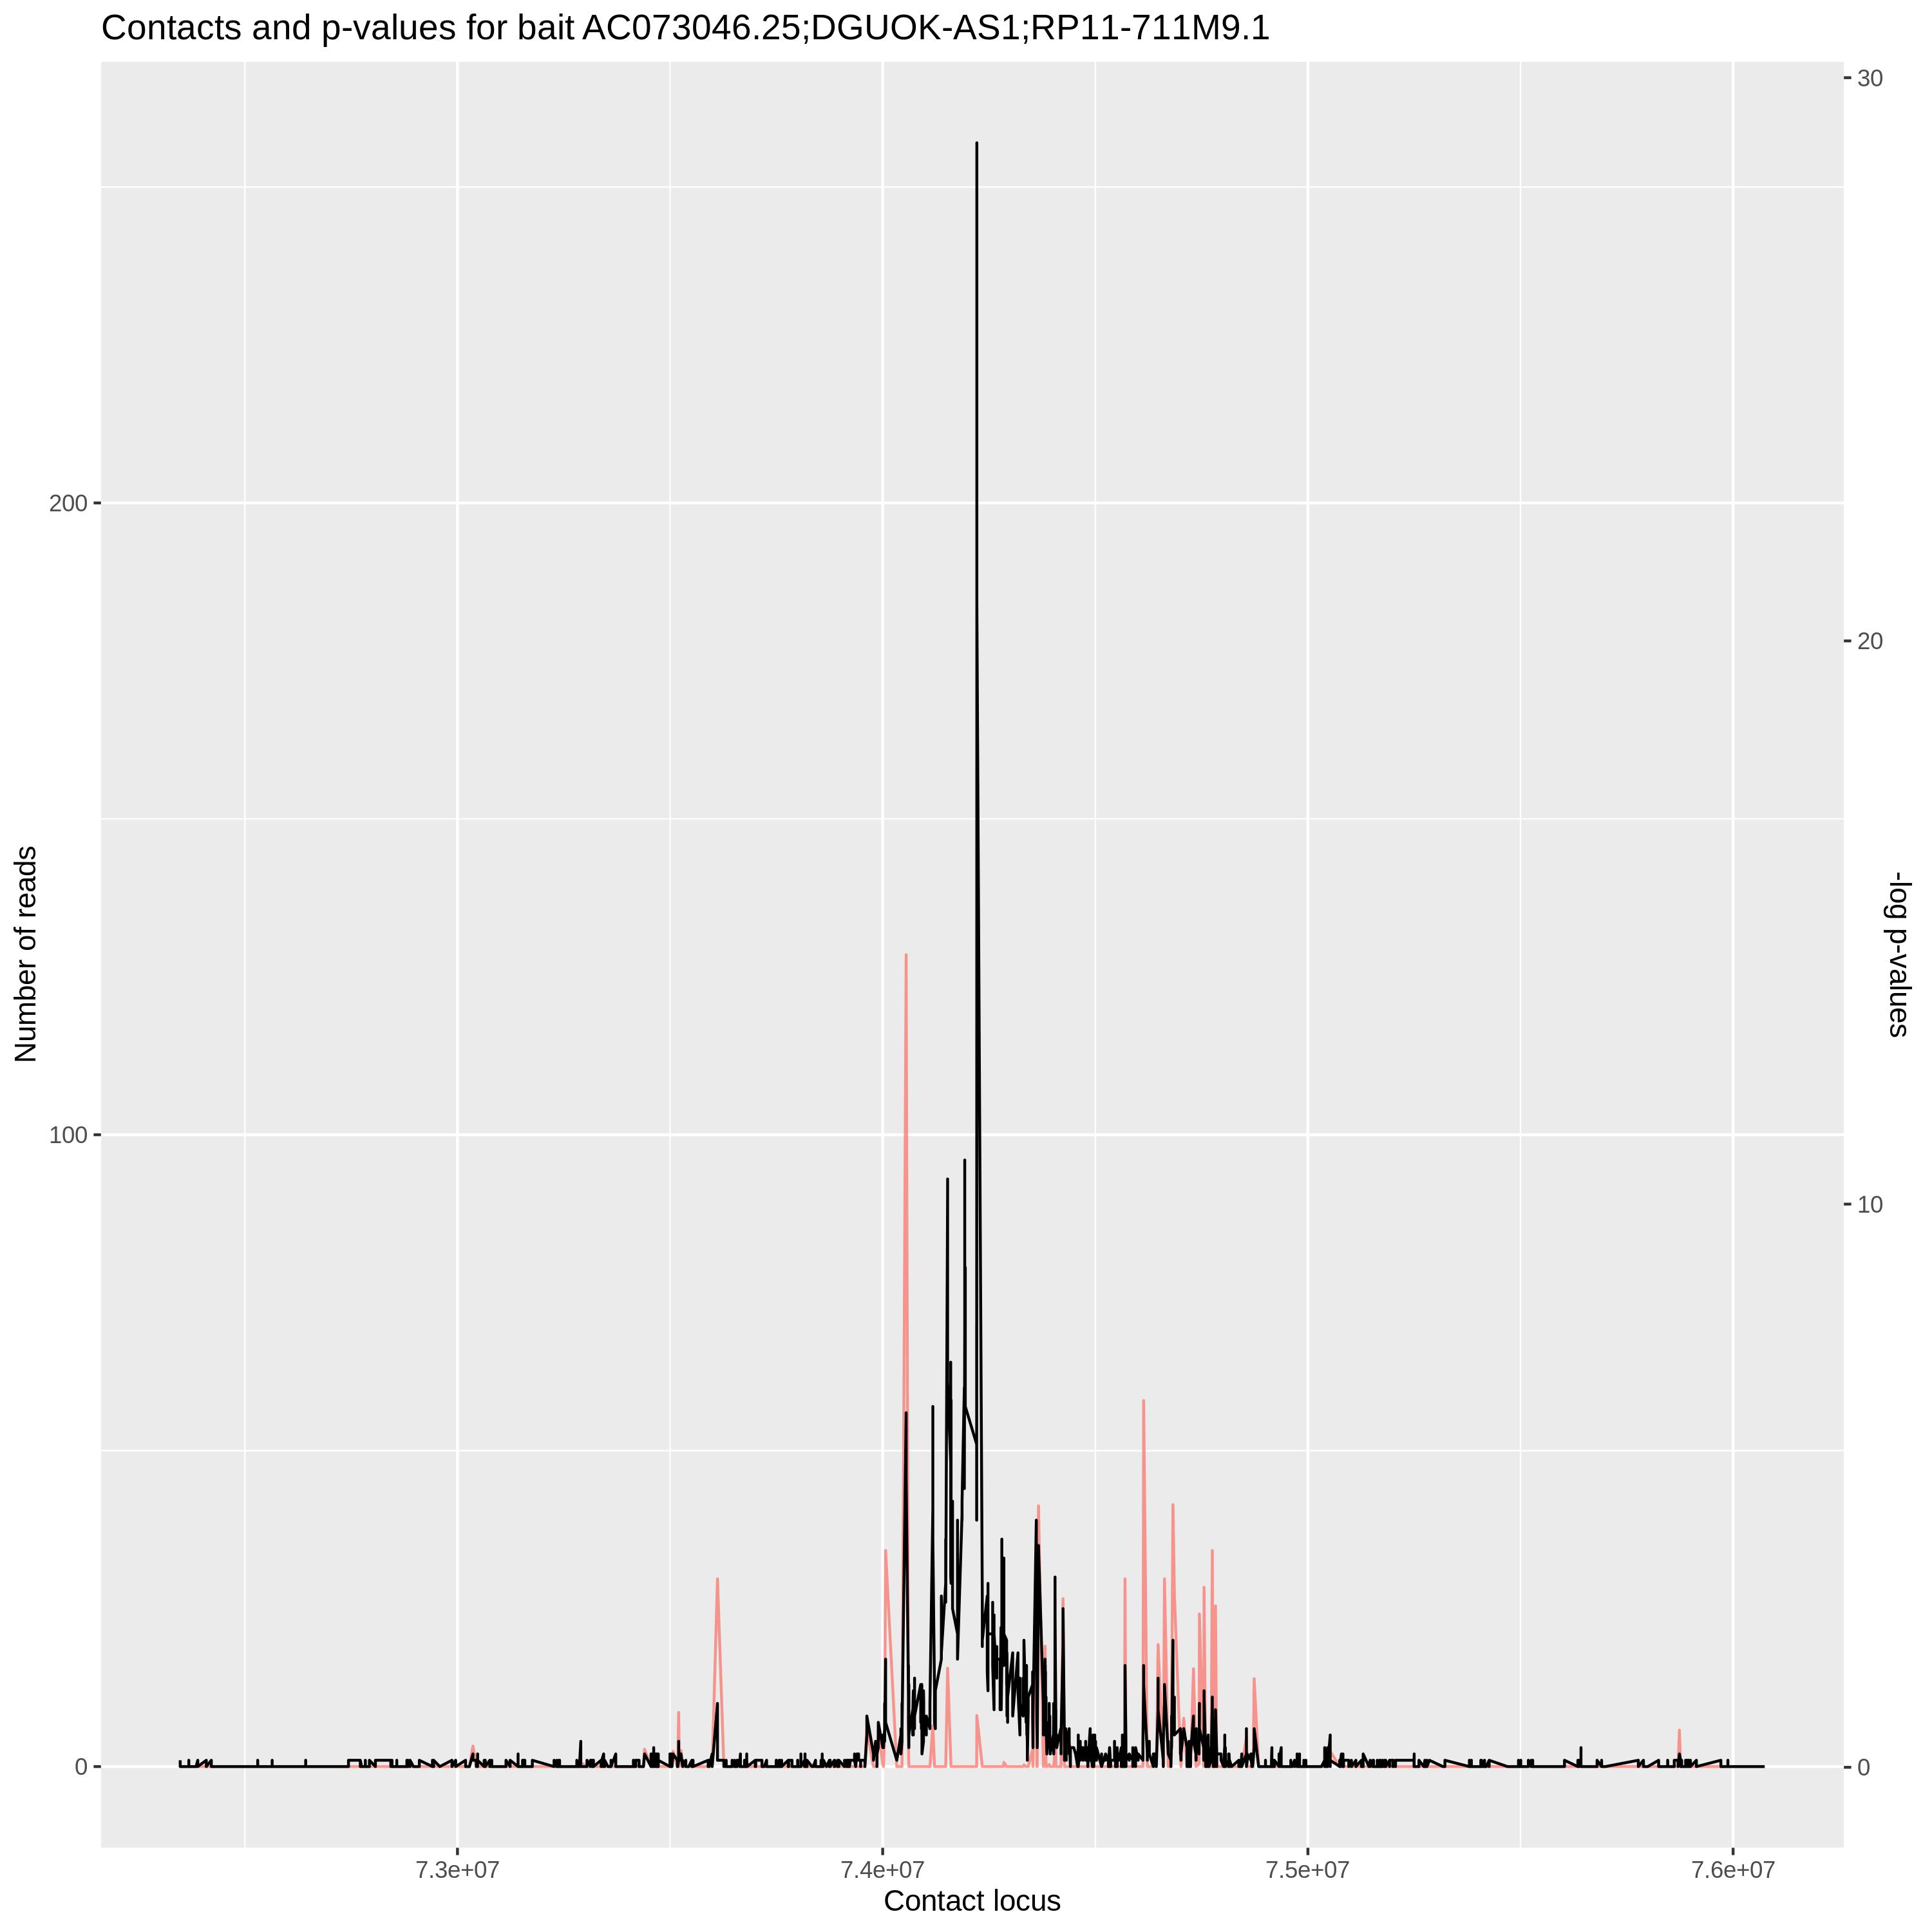 Contacts and p-values for bait AC073046.25;DGUOK-AS1;RP11-711M9.1
30
200
20
Number of reads
-log p-values
100
10
0
0
7.3e+07
7.4e+07
7.5e+07
7.6e+07
Contact locus